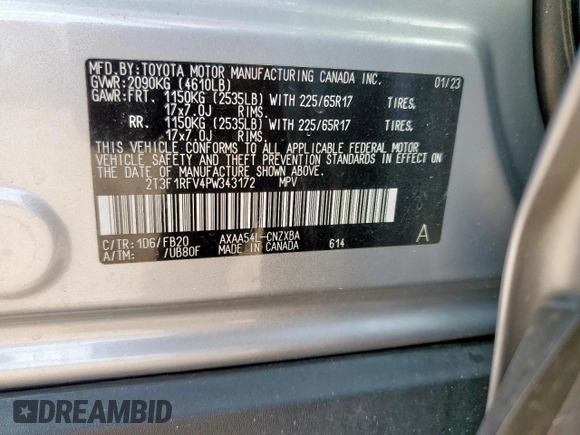 MFD.BY:TOYOTA MOTOR MANUFACTURING CANADA INC. 01/23
GVWR:2090KG (4610LB)
GAWR:FRT. 1150KG (2535LB) WITH 225/65R17 TIRES,
17x7.0J RIMS.
RR. 1150KG (2535LB) WITH 225/65R17 TIRES,
17x7.0J RIMS.
THIS VEHICLE CONFORMS TO ALL APPLICABLE FEDERAL MOTOR
VEHICLE SAFETY AND THEFT PREVENTION STANDARDS IN EFFECT ON
THE DATE OF MANUFACTURE SHOWN ABOVE.
2T3F1RFV4PW343172 MPV
C/TR:1D6/FB20 AXAA54L-CNZXBA 614 A
A/TM: /UB80F MADE IN CANADA
DREAMBID